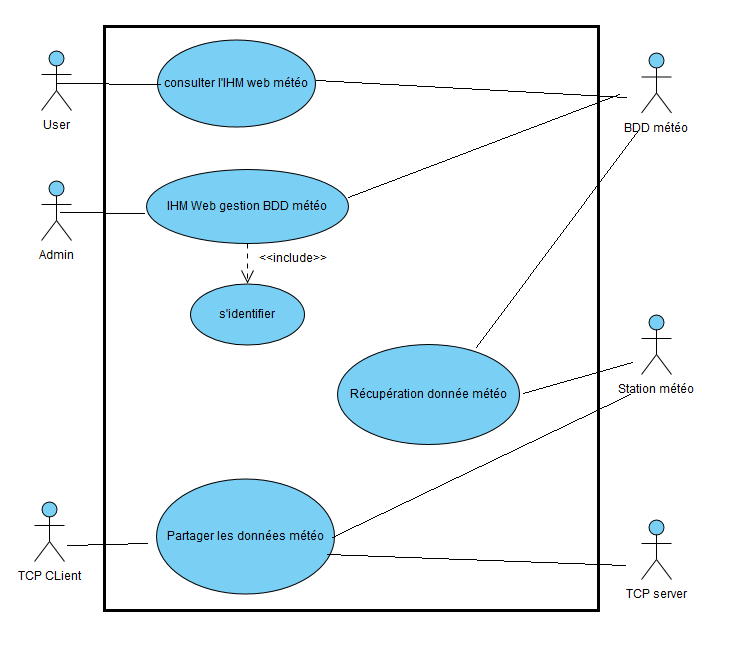 consulter l'IHM web météo
User
BDD météo
IHM Web gestion BDD météo
Admin
<<include>>
s'identifier
Récupération donnée météo
Station météo
Partager les données météo
TCP CLient
TCP server